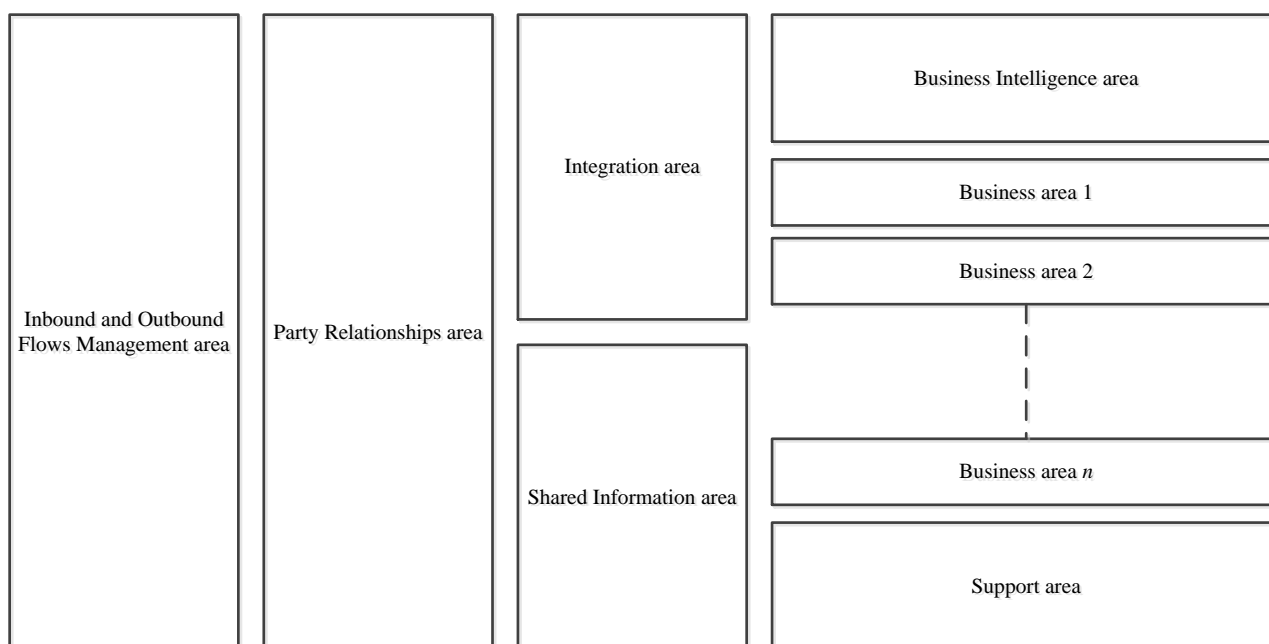 Inbound and Outbound
Flows Management area
Party Relationships area
Integration area
Shared Information area
Business Intelligence area
Business area 1
Business area 2
Business area n
Support area